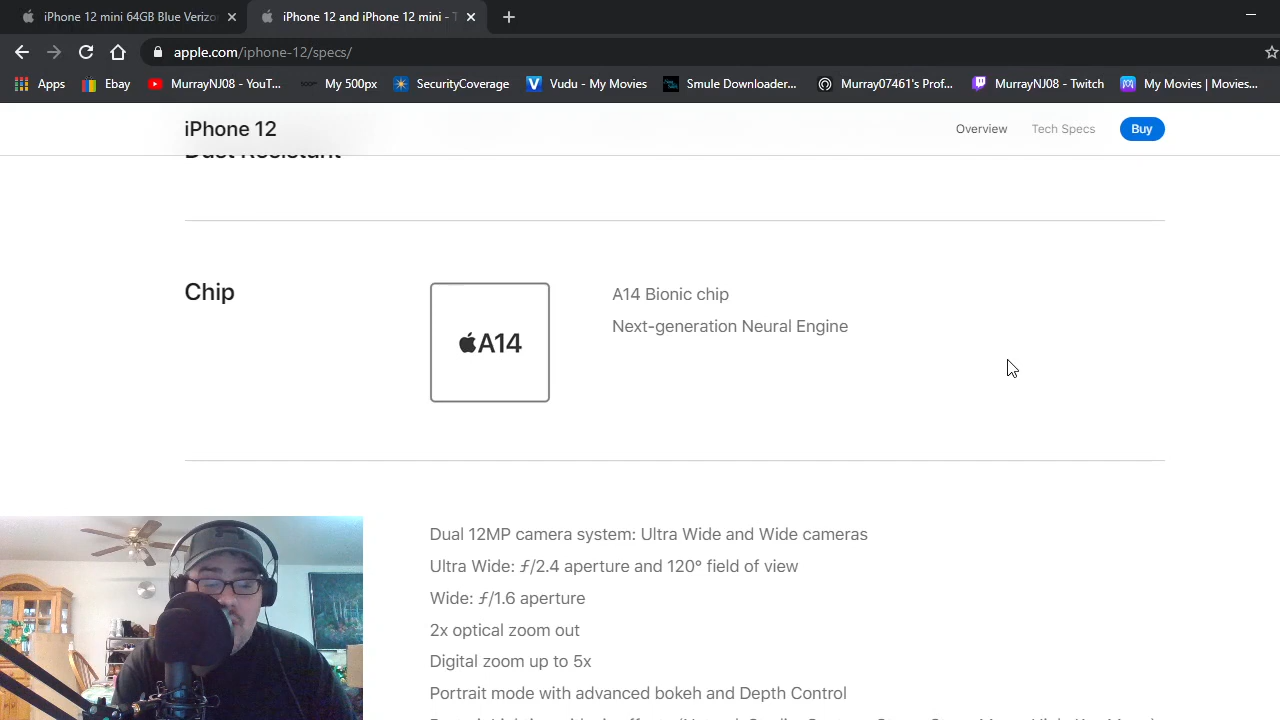 iPhone 12 mini 64GB Blue Verizo
iPhone 12 and iPhone 12 mini - T
apple.com/iphone-12/specs/
Apps
Ebay
MurrayNJ08 - YouT...
My 500px
SecurityCoverage
Vudu - My Movies
Smule Downloader...
Murray07461's Prof...
MurrayNJ08 - Twitch
My Movies | Movies...
iPhone 12
Overview
Tech Specs
Buy
Dust Resistant
Chip
A14
A14 Bionic chip
Next-generation Neural Engine
Dual 12MP camera system: Ultra Wide and Wide cameras
Ultra Wide: ƒ/2.4 aperture and 120° field of view
Wide: ƒ/1.6 aperture
2x optical zoom out
Digital zoom up to 5x
Portrait mode with advanced bokeh and Depth Control